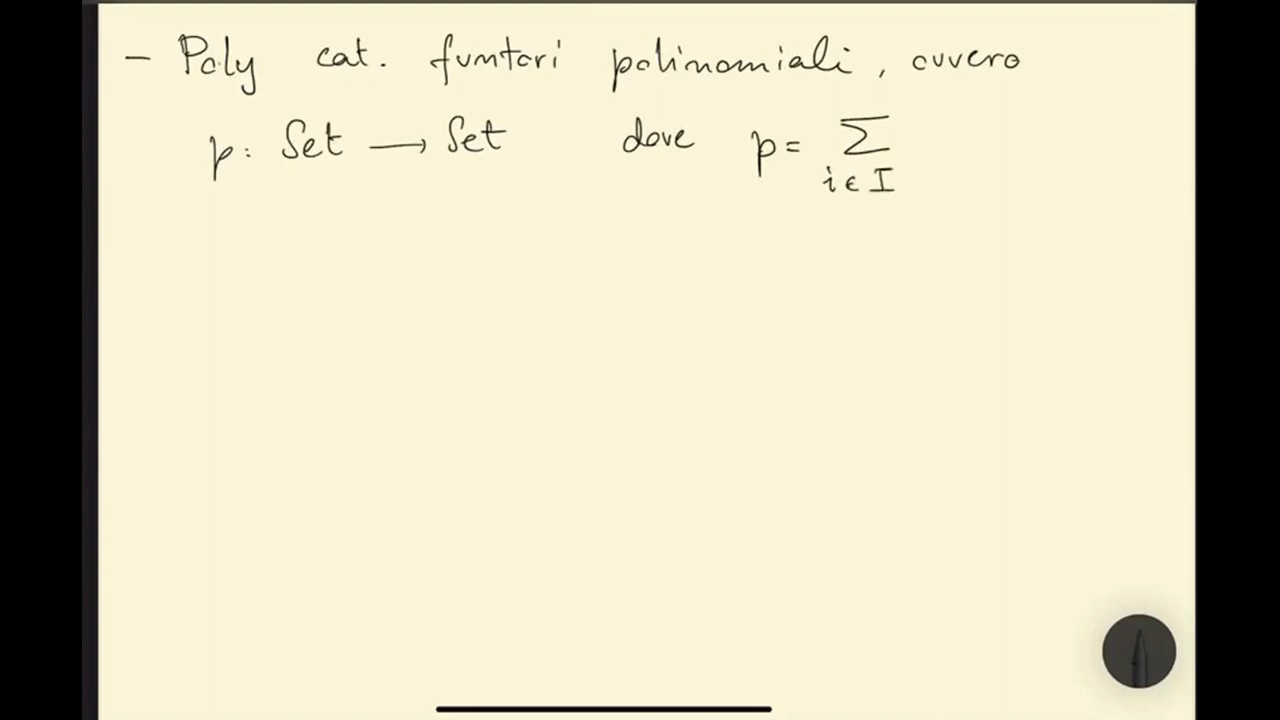 - Poly cat. funtori polinomiali, ovvero
p: Set → Set dove p = Σ
i ∈ I